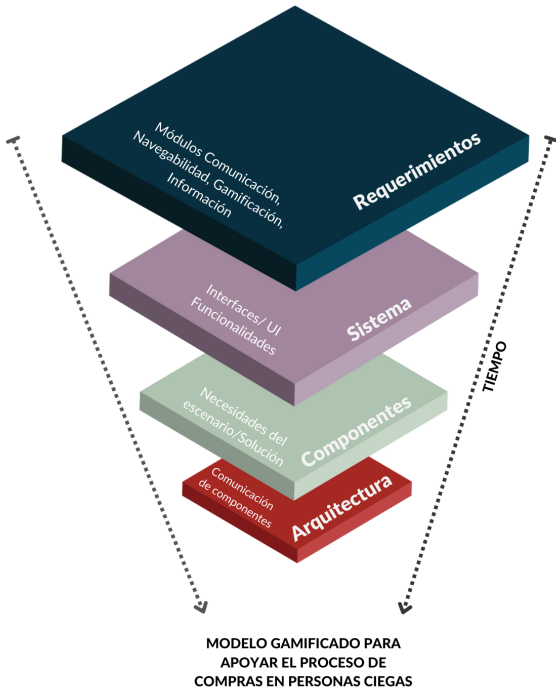 Módulos Comunicación,
Navegabilidad, Gamificación,
Información
Requerimientos
Interfaces/ UI
Funcionalidades
Sistema
Necesidades del
escenario/Solución
Componentes
Comunicación
de componentes
Arquitectura
TIEMPO
MODELO GAMIFICADO PARA
APOYAR EL PROCESO DE
COMPRAS EN PERSONAS CIEGAS